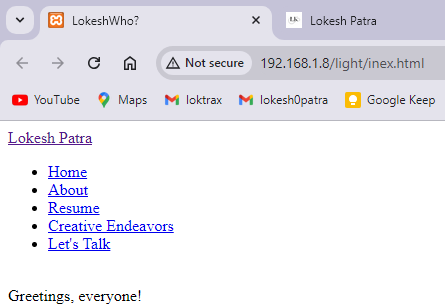 LokeshWho?
Lokesh Patra
Not secure
192.168.1.8/light/inex.html
YouTube
Maps
loktrax
lokesh0patra
Google Keep
Lokesh Patra
Home
About
Resume
Creative Endeavors
Let's Talk
Greetings, everyone!